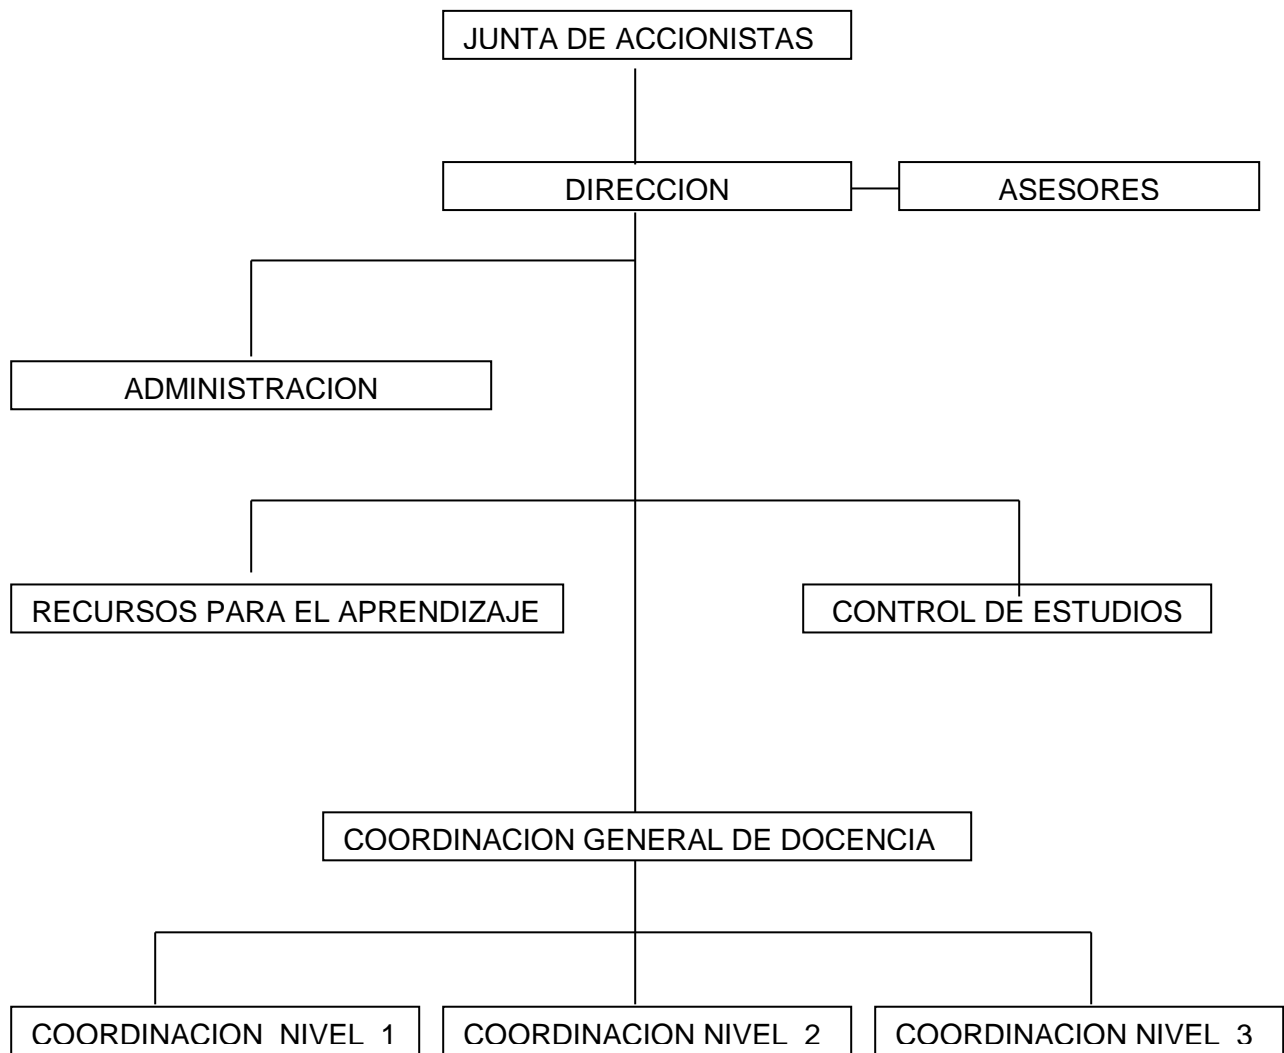 JUNTA DE ACCIONISTAS
DIRECCION
ASESORES
ADMINISTRACION
RECURSOS PARA EL APRENDIZAJE
CONTROL DE ESTUDIOS
COORDINACION GENERAL DE DOCENCIA
COORDINACION NIVEL 1
COORDINACION NIVEL 2
COORDINACION NIVEL 3